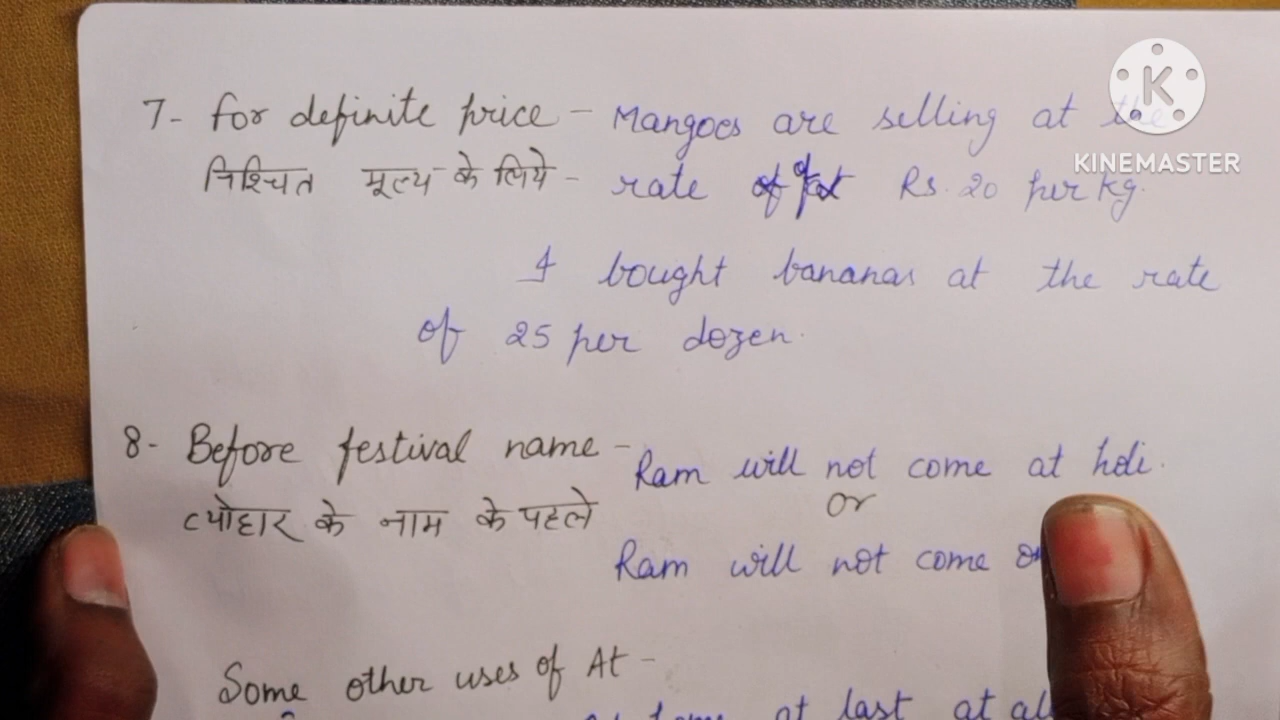 7- for definite price - Mangoes are selling at the
निश्चित मूल्य के लिये - rate of Rs. 20 per kg.
I bought bananas at the rate
of 25 per dozen.
8- Before festival name - Ram will not come at holi.
त्योहार के नाम के पहले
or
Ram will not come
Some other uses of At -
at last at
KINEMASTER